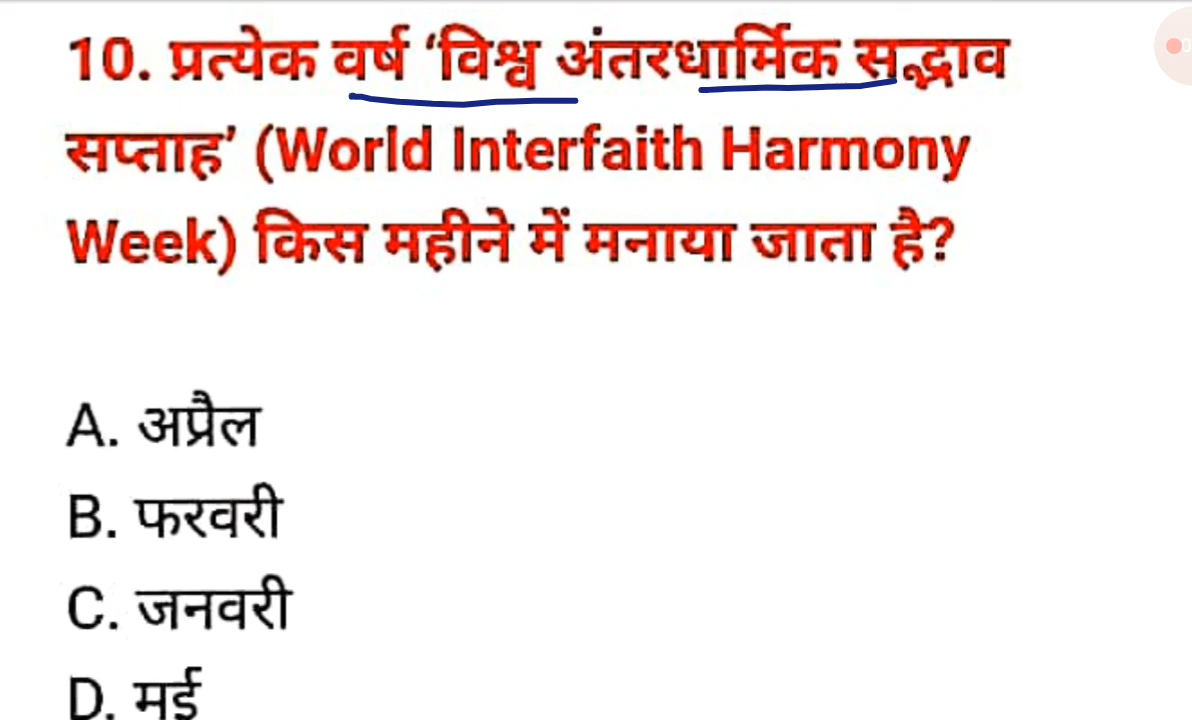 10. प्रत्येक वर्ष ‘विश्व अंतरधार्मिक सद्भाव
सप्ताह’ (World Interfaith Harmony
Week) किस महीने में मनाया जाता है?
A. अप्रैल
B. फरवरी
C. जनवरी
D. मई